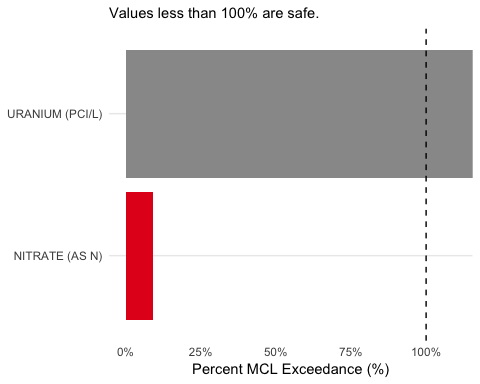 Values less than 100% are safe.
URANIUM (PCI/L)
NITRATE (AS N)
0% 25% 50% 75% 100%
Percent MCL Exceedance (%)